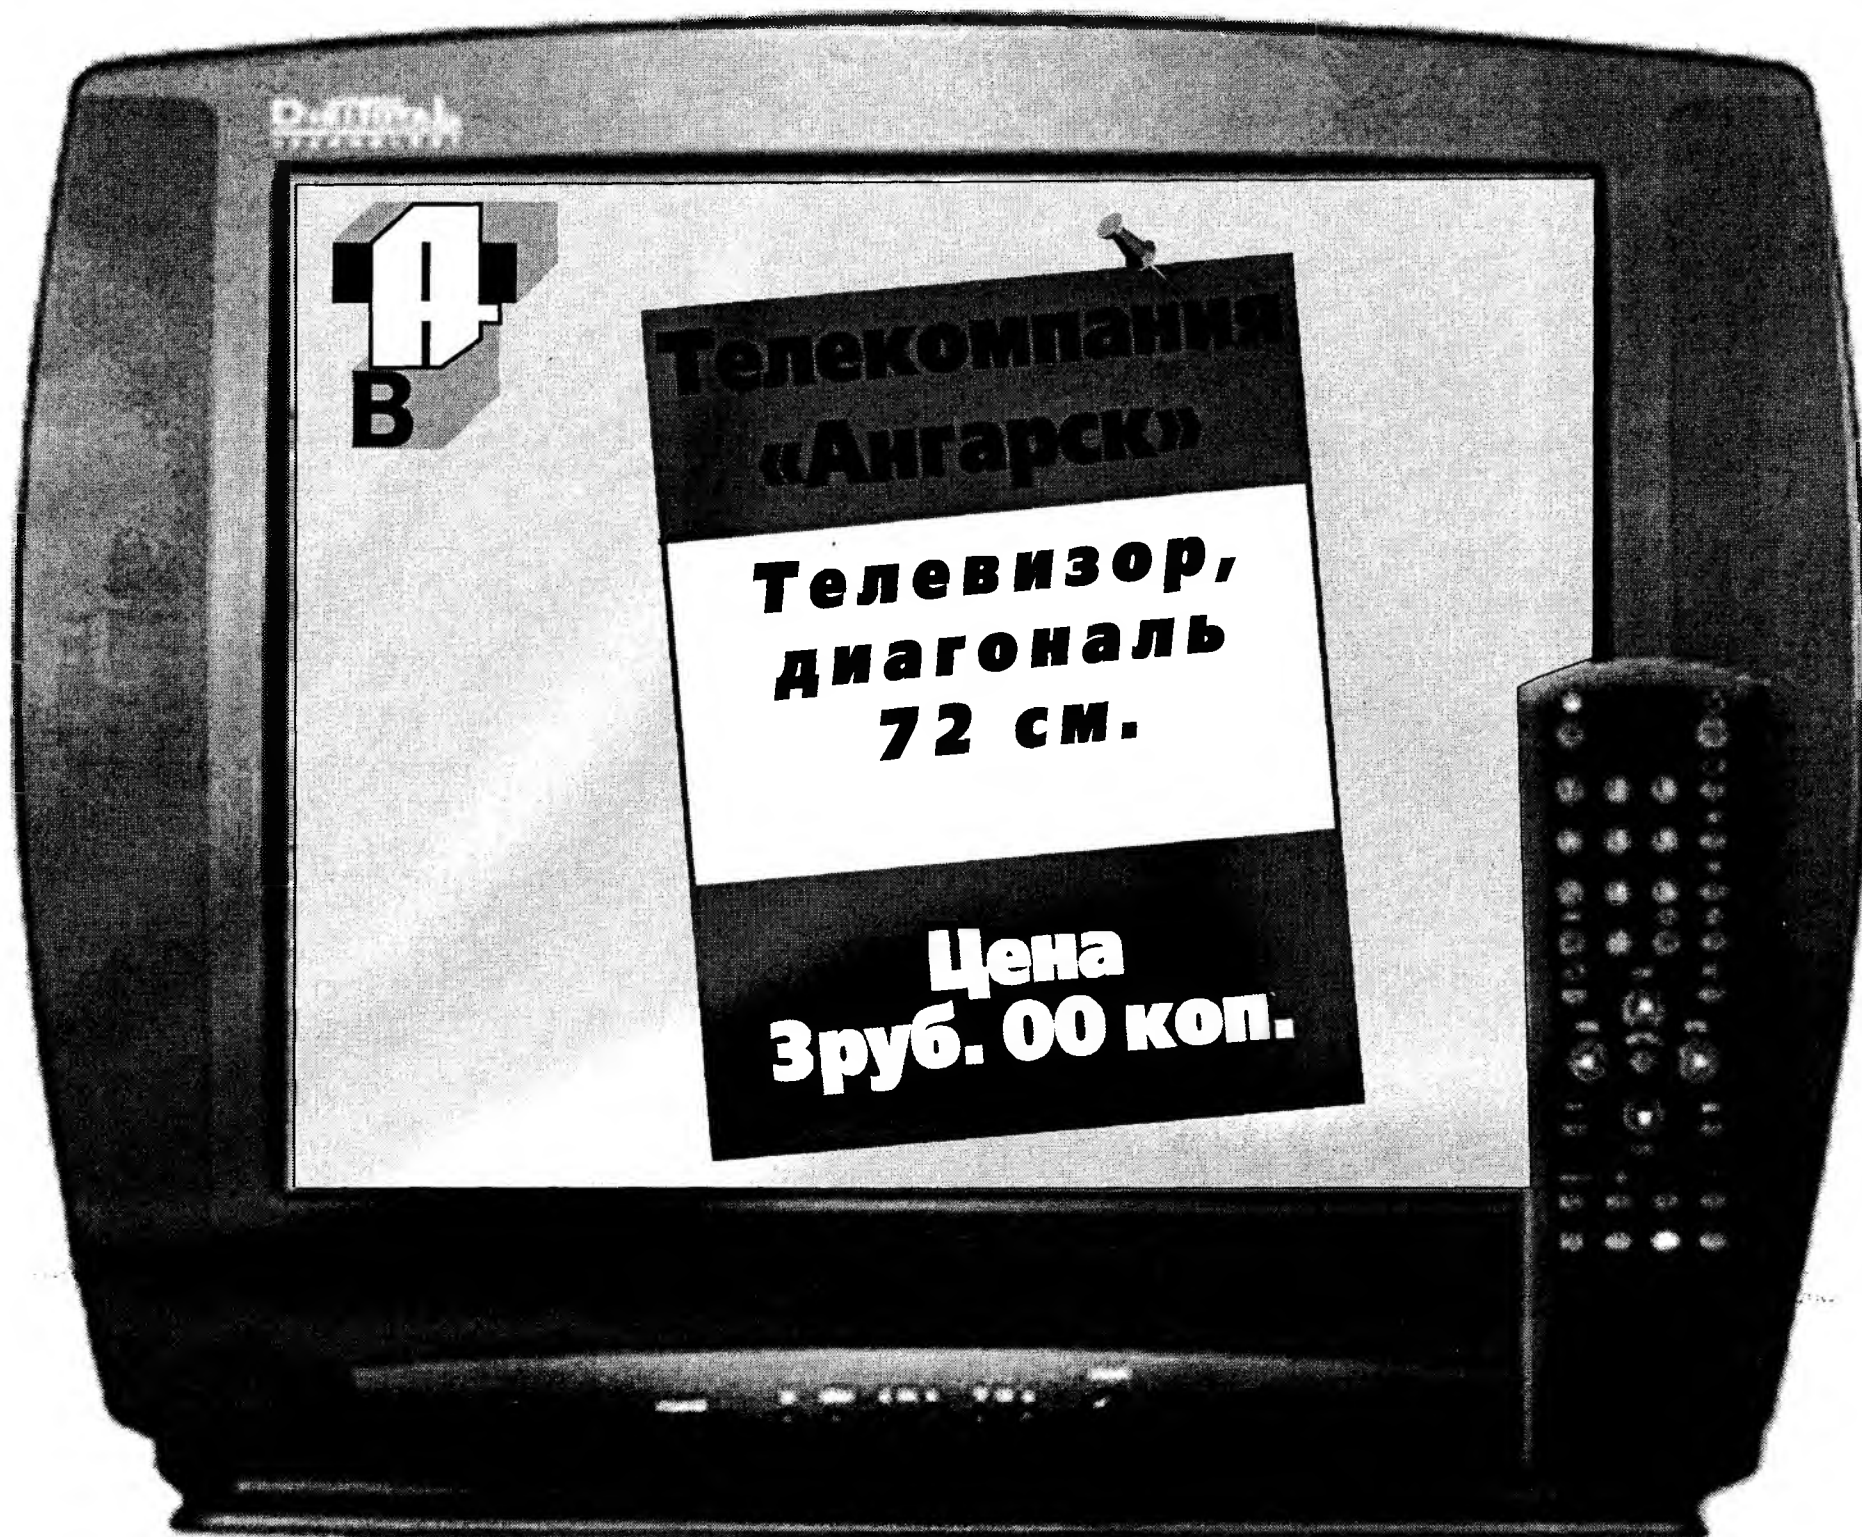 А
В
Телекомпания
«Ангарск»
Телевизор,
диагональ
72 см.
Цена
3руб. 00 коп.